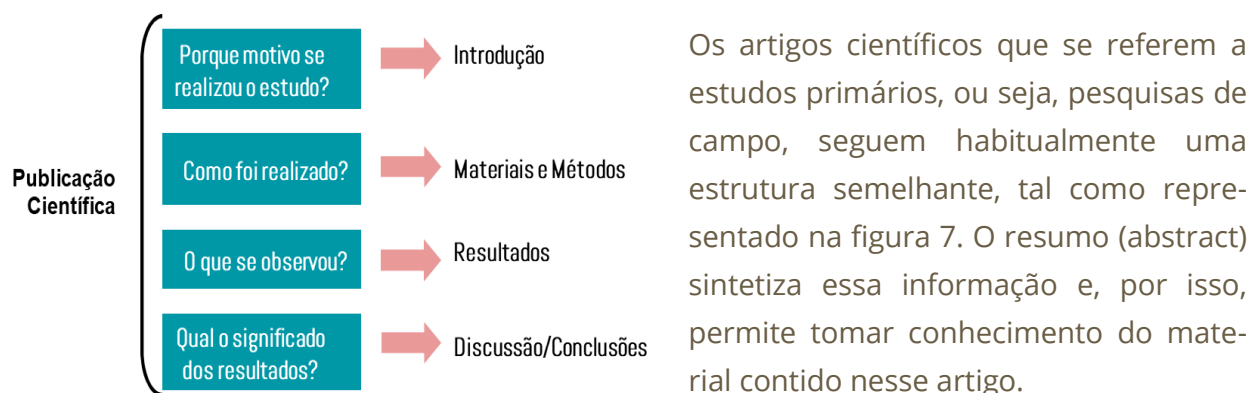 Publicação
Científica
Porque motivo se
realizou o estudo?
Introdução
Como foi realizado?
Materiais e Métodos
O que se observou?
Resultados
Qual o significado
dos resultados?
Discussão/Conclusões
Os artigos científicos que se referem a
estudos primários, ou seja, pesquisas de
campo, seguem habitualmente uma
estrutura semelhante, tal como repre-
sentado na figura 7. O resumo (abstract)
sintetiza essa informação e, por isso,
permite tomar conhecimento do mate-
rial contido nesse artigo.